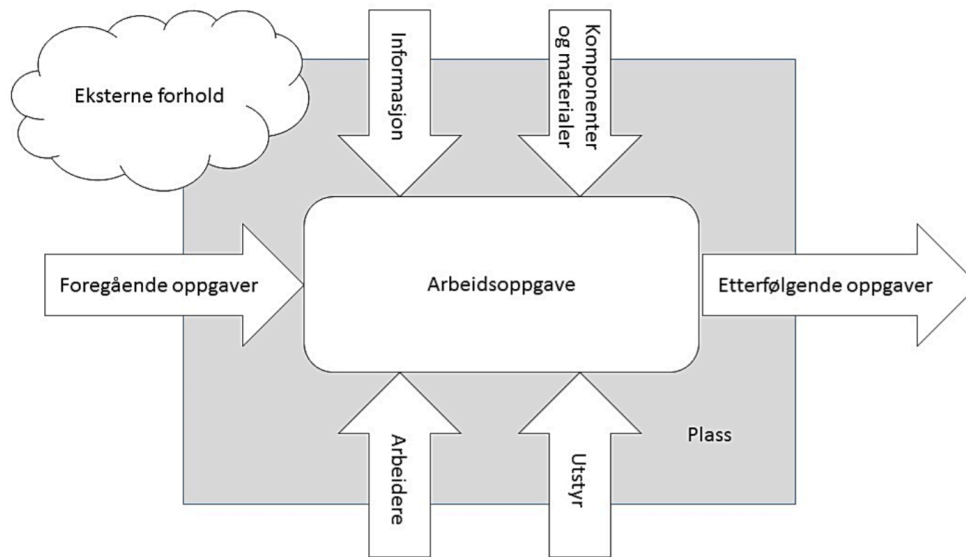 Eksterne forhold
Informasjon
Komponenter
og materialer
Foregående oppgaver
Arbeidsoppgave
Etterfølgende oppgaver
Arbeidere
Utstyr
Plass